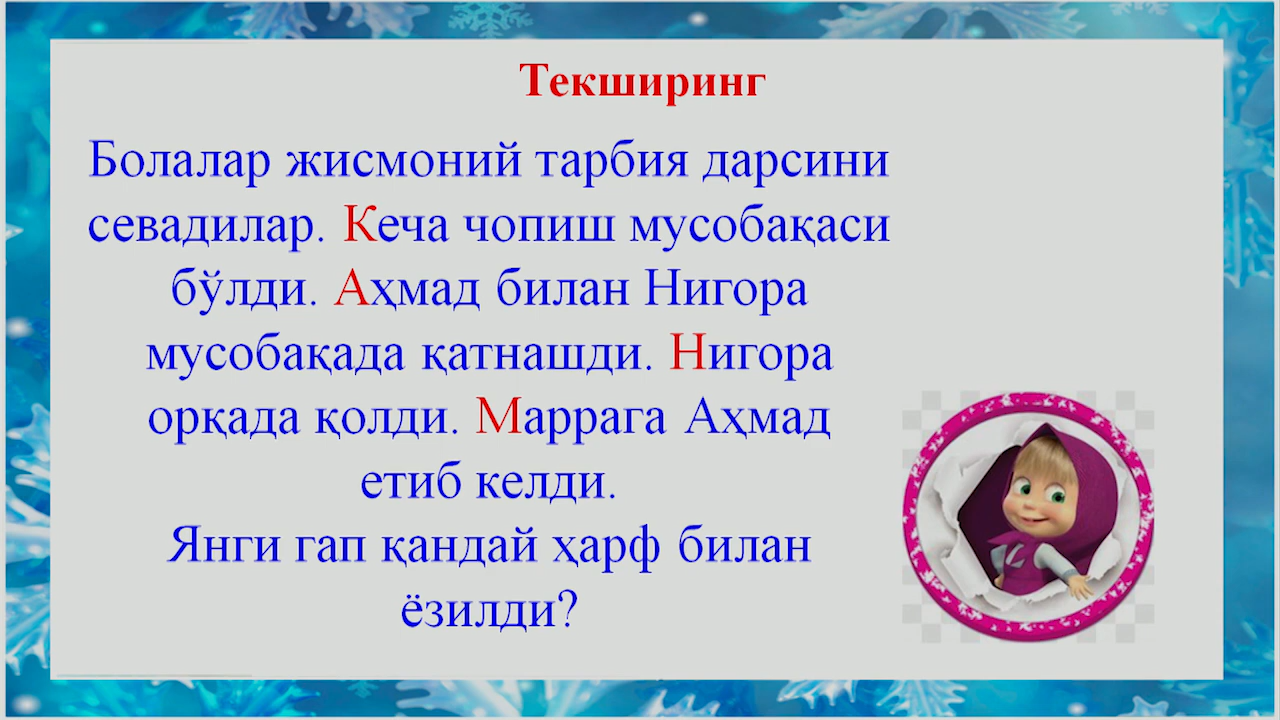 Текширинг
Болалар жисмоний тарбия дарсини
севадилар. Кеча чопиш мусобақаси
бўлди. Аҳмад билан Нигора
мусобақада қатнашди. Нигора
орқада қолди. Маррага Аҳмад
етиб келди.
Янги гап қандай ҳарф билан
ёзилди?